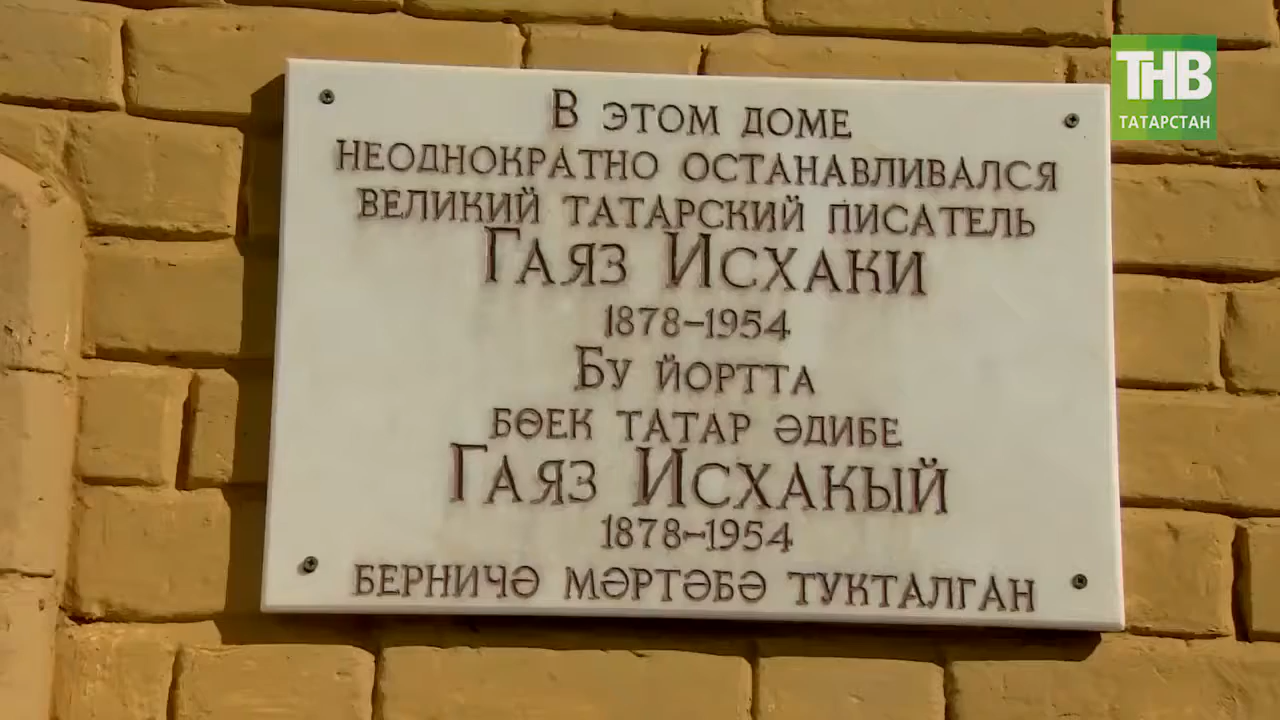 В ЭТОМ ДОМЕ
НЕОДНОКРАТНО ОСТАНАВЛИВАЛСЯ
ВЕЛИКИЙ ТАТАРСКИЙ ПИСАТЕЛЬ
ГАЯЗ ИСХАКИ
1878–1954
БУ ЙОРТТА
БӨЕК ТАТАР ӘДИБЕ
ГАЯЗ ИСХАКЫЙ
1878–1954
БЕРНИЧӘ МӘРТӘБӘ ТУКТАЛГАН
ТНВ
ТАТАРСТАН